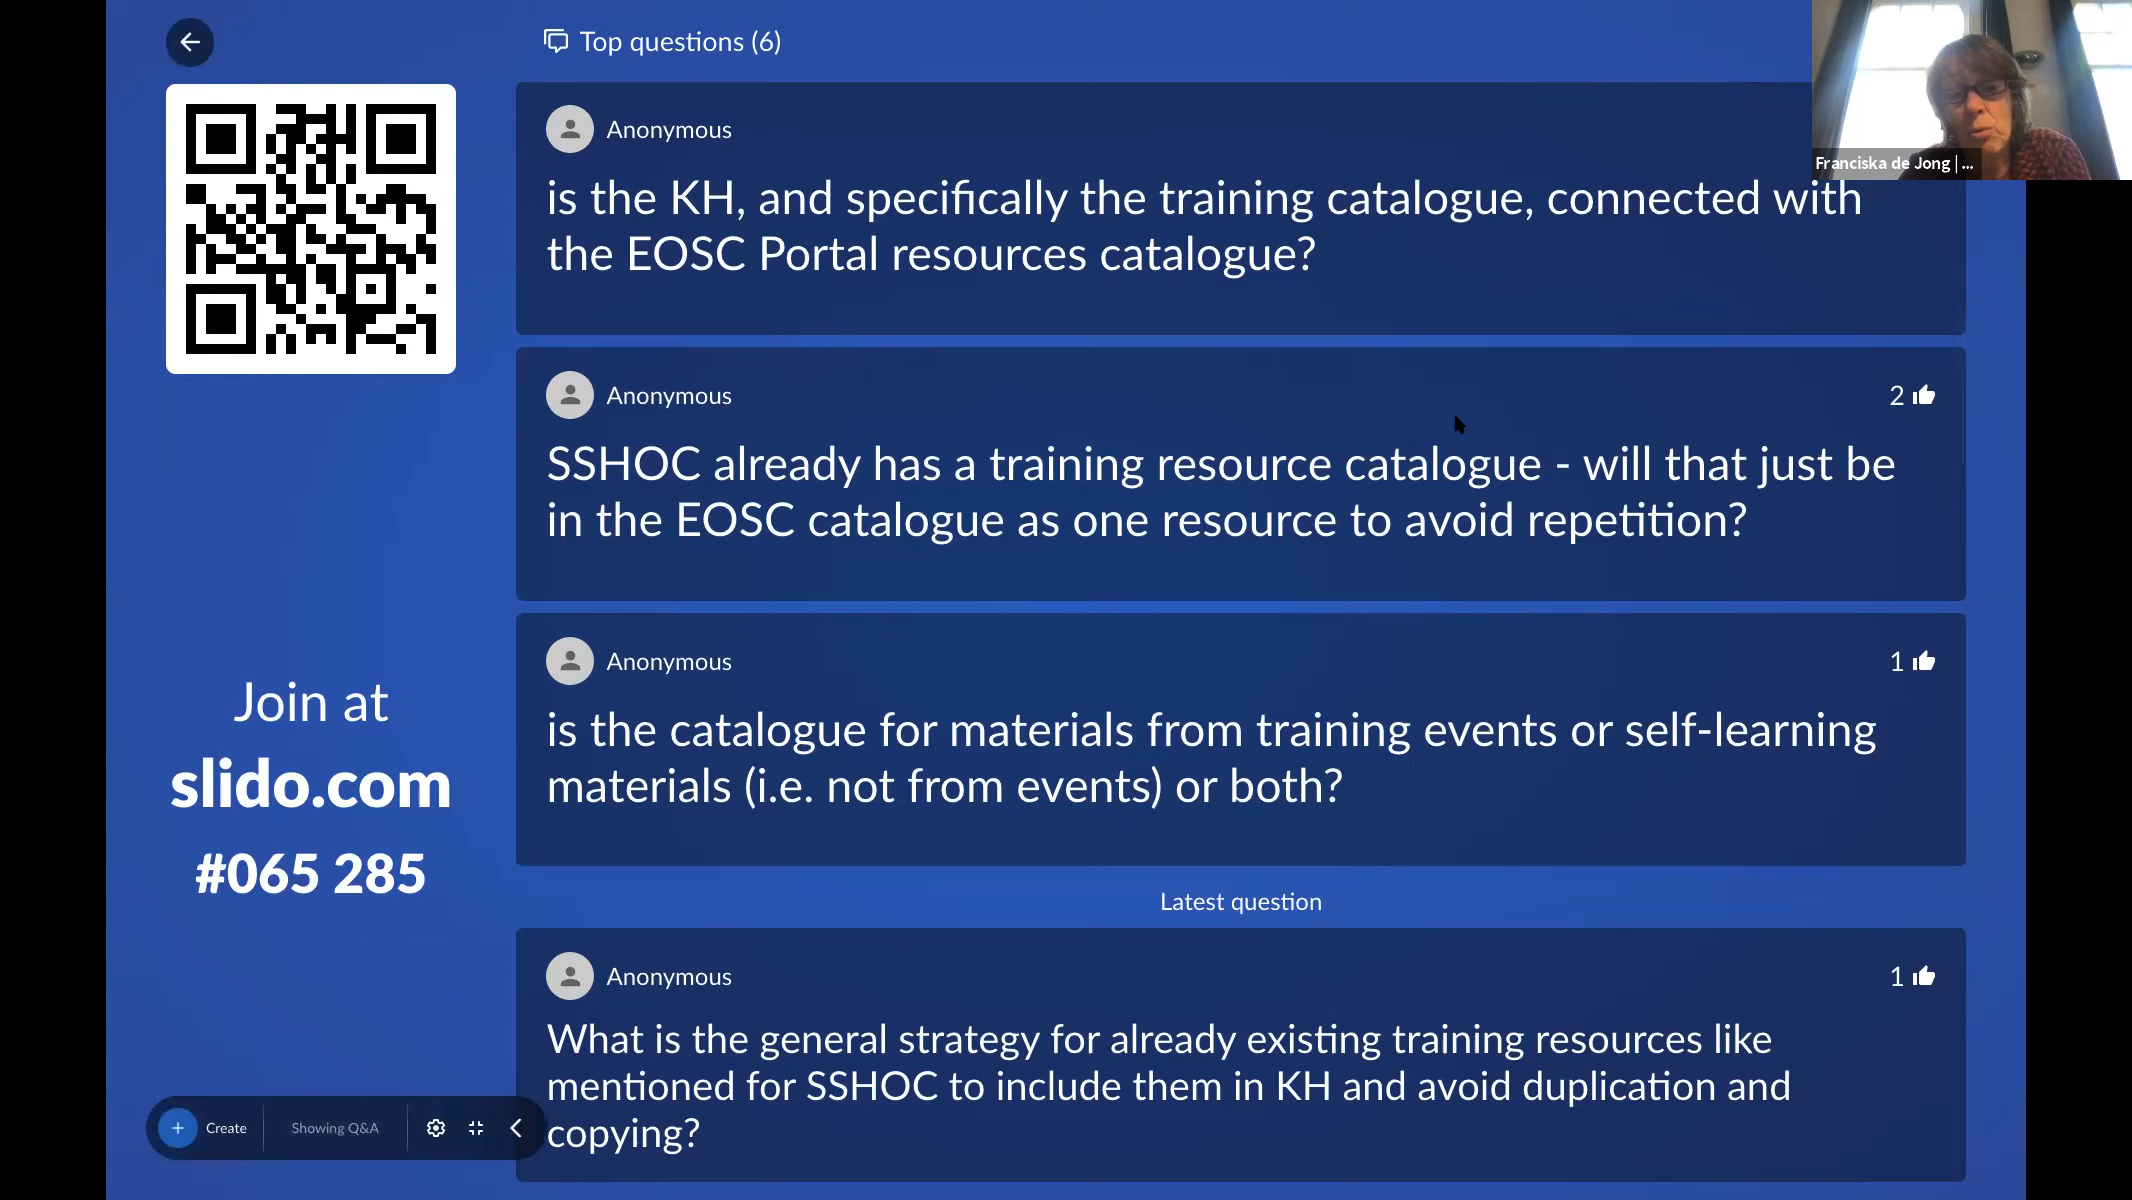 Top questions (6)
Anonymous
is the KH, and specifically the training catalogue, connected with
the EOSC Portal resources catalogue?
Franciska de Jong | ...
Anonymous
2
SSHOC already has a training resource catalogue - will that just be
in the EOSC catalogue as one resource to avoid repetition?
Anonymous
1
is the catalogue for materials from training events or self-learning
materials (i.e. not from events) or both?
Latest question
Anonymous
1
What is the general strategy for already existing training resources like
mentioned for SSHOC to include them in KH and avoid duplication and
copying?
Join at
slido.com
#065 285
Create
Showing Q&A